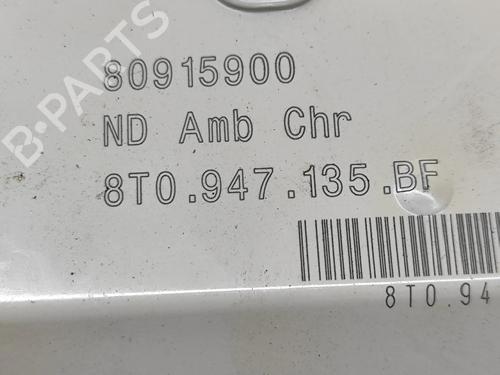 B-PARTS
80915900
ND Amb Chr
8T0.947.135.BF
8T0.94